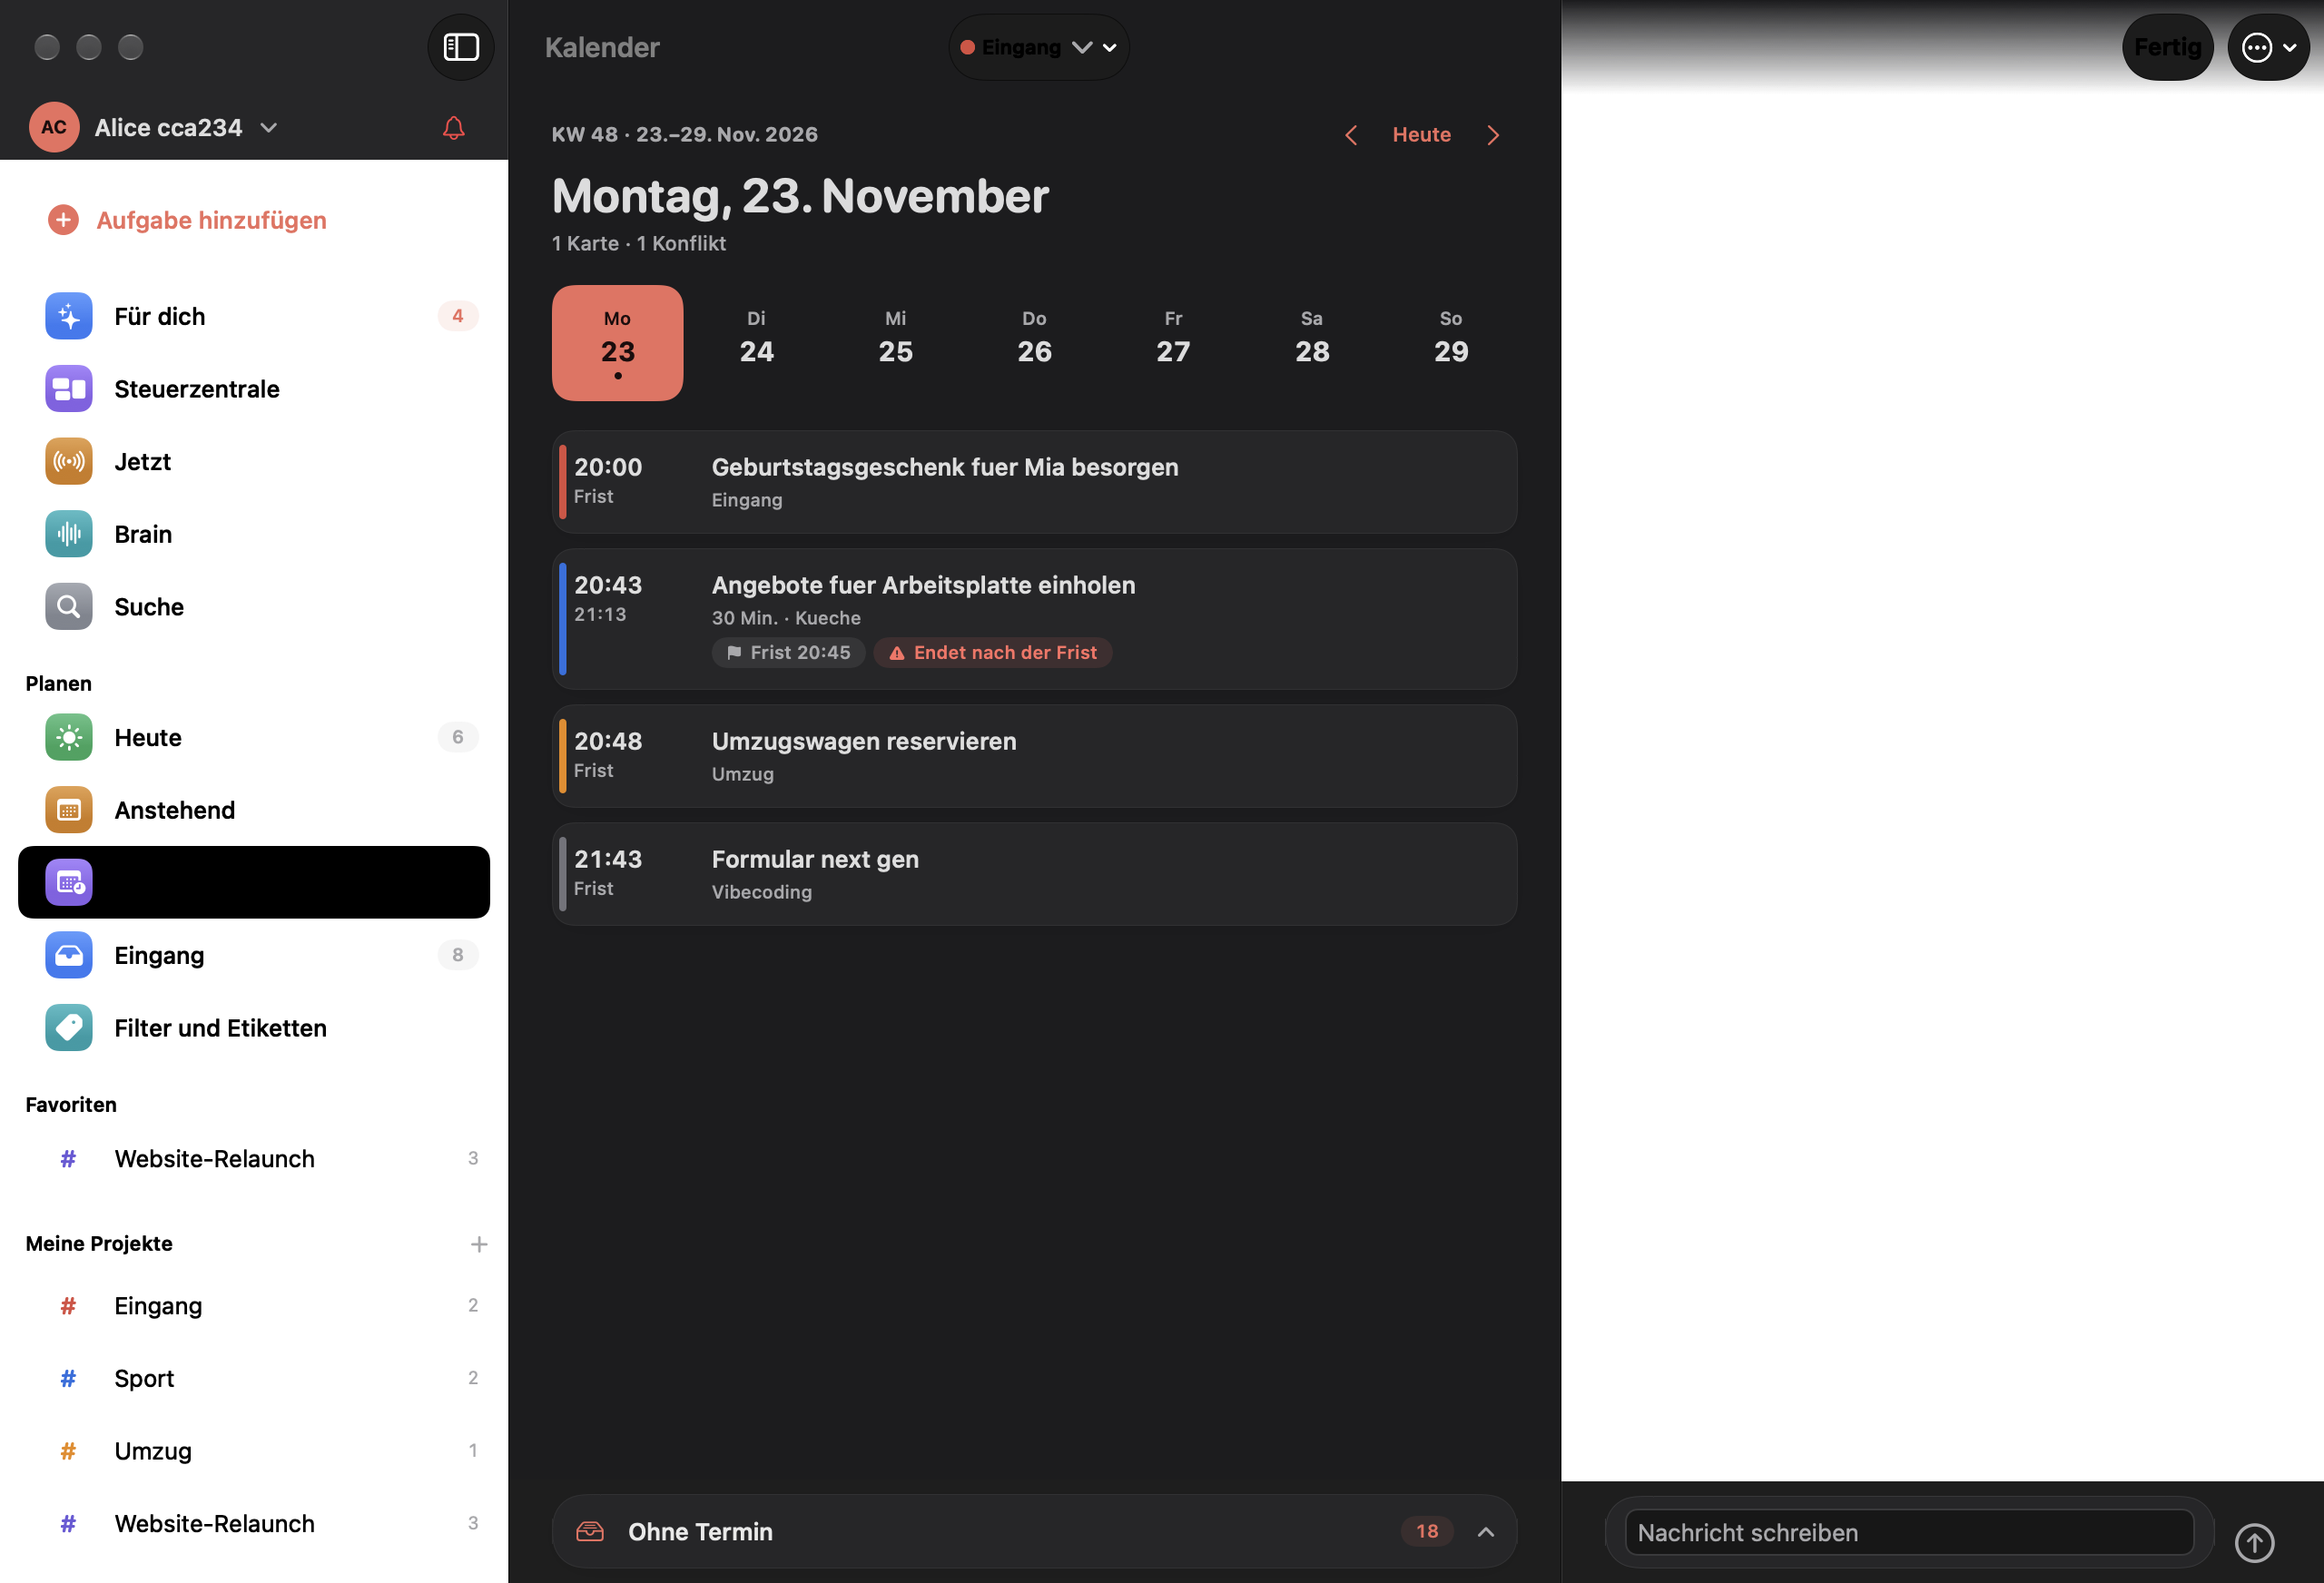 AC Alice cca234
Aufgabe hinzufügen
Für dich 4
Steuerzentrale
Jetzt
Brain
Suche
Planen
Heute 6
Anstehend
Eingang 8
Filter und Etiketten
Favoriten
# Website-Relaunch 3
Meine Projekte
# Eingang 2
# Sport 2
# Umzug 1
# Website-Relaunch 3
Kalender
Eingang
KW 48 · 23.–29. Nov. 2026
Heute
Montag, 23. November
1 Karte · 1 Konflikt
Mo Di Mi Do Fr Sa So
23 24 25 26 27 28 29
20:00 Geburtstagsgeschenk fuer Mia besorgen
Frist Eingang
20:43 Angebote fuer Arbeitsplatte einholen
21:13 30 Min. · Kueche
Frist 20:45 Endet nach der Frist
20:48 Umzugswagen reservieren
Frist Umzug
21:43 Formular next gen
Frist Vibecoding
Ohne Termin 18
Fertig
Nachricht schreiben